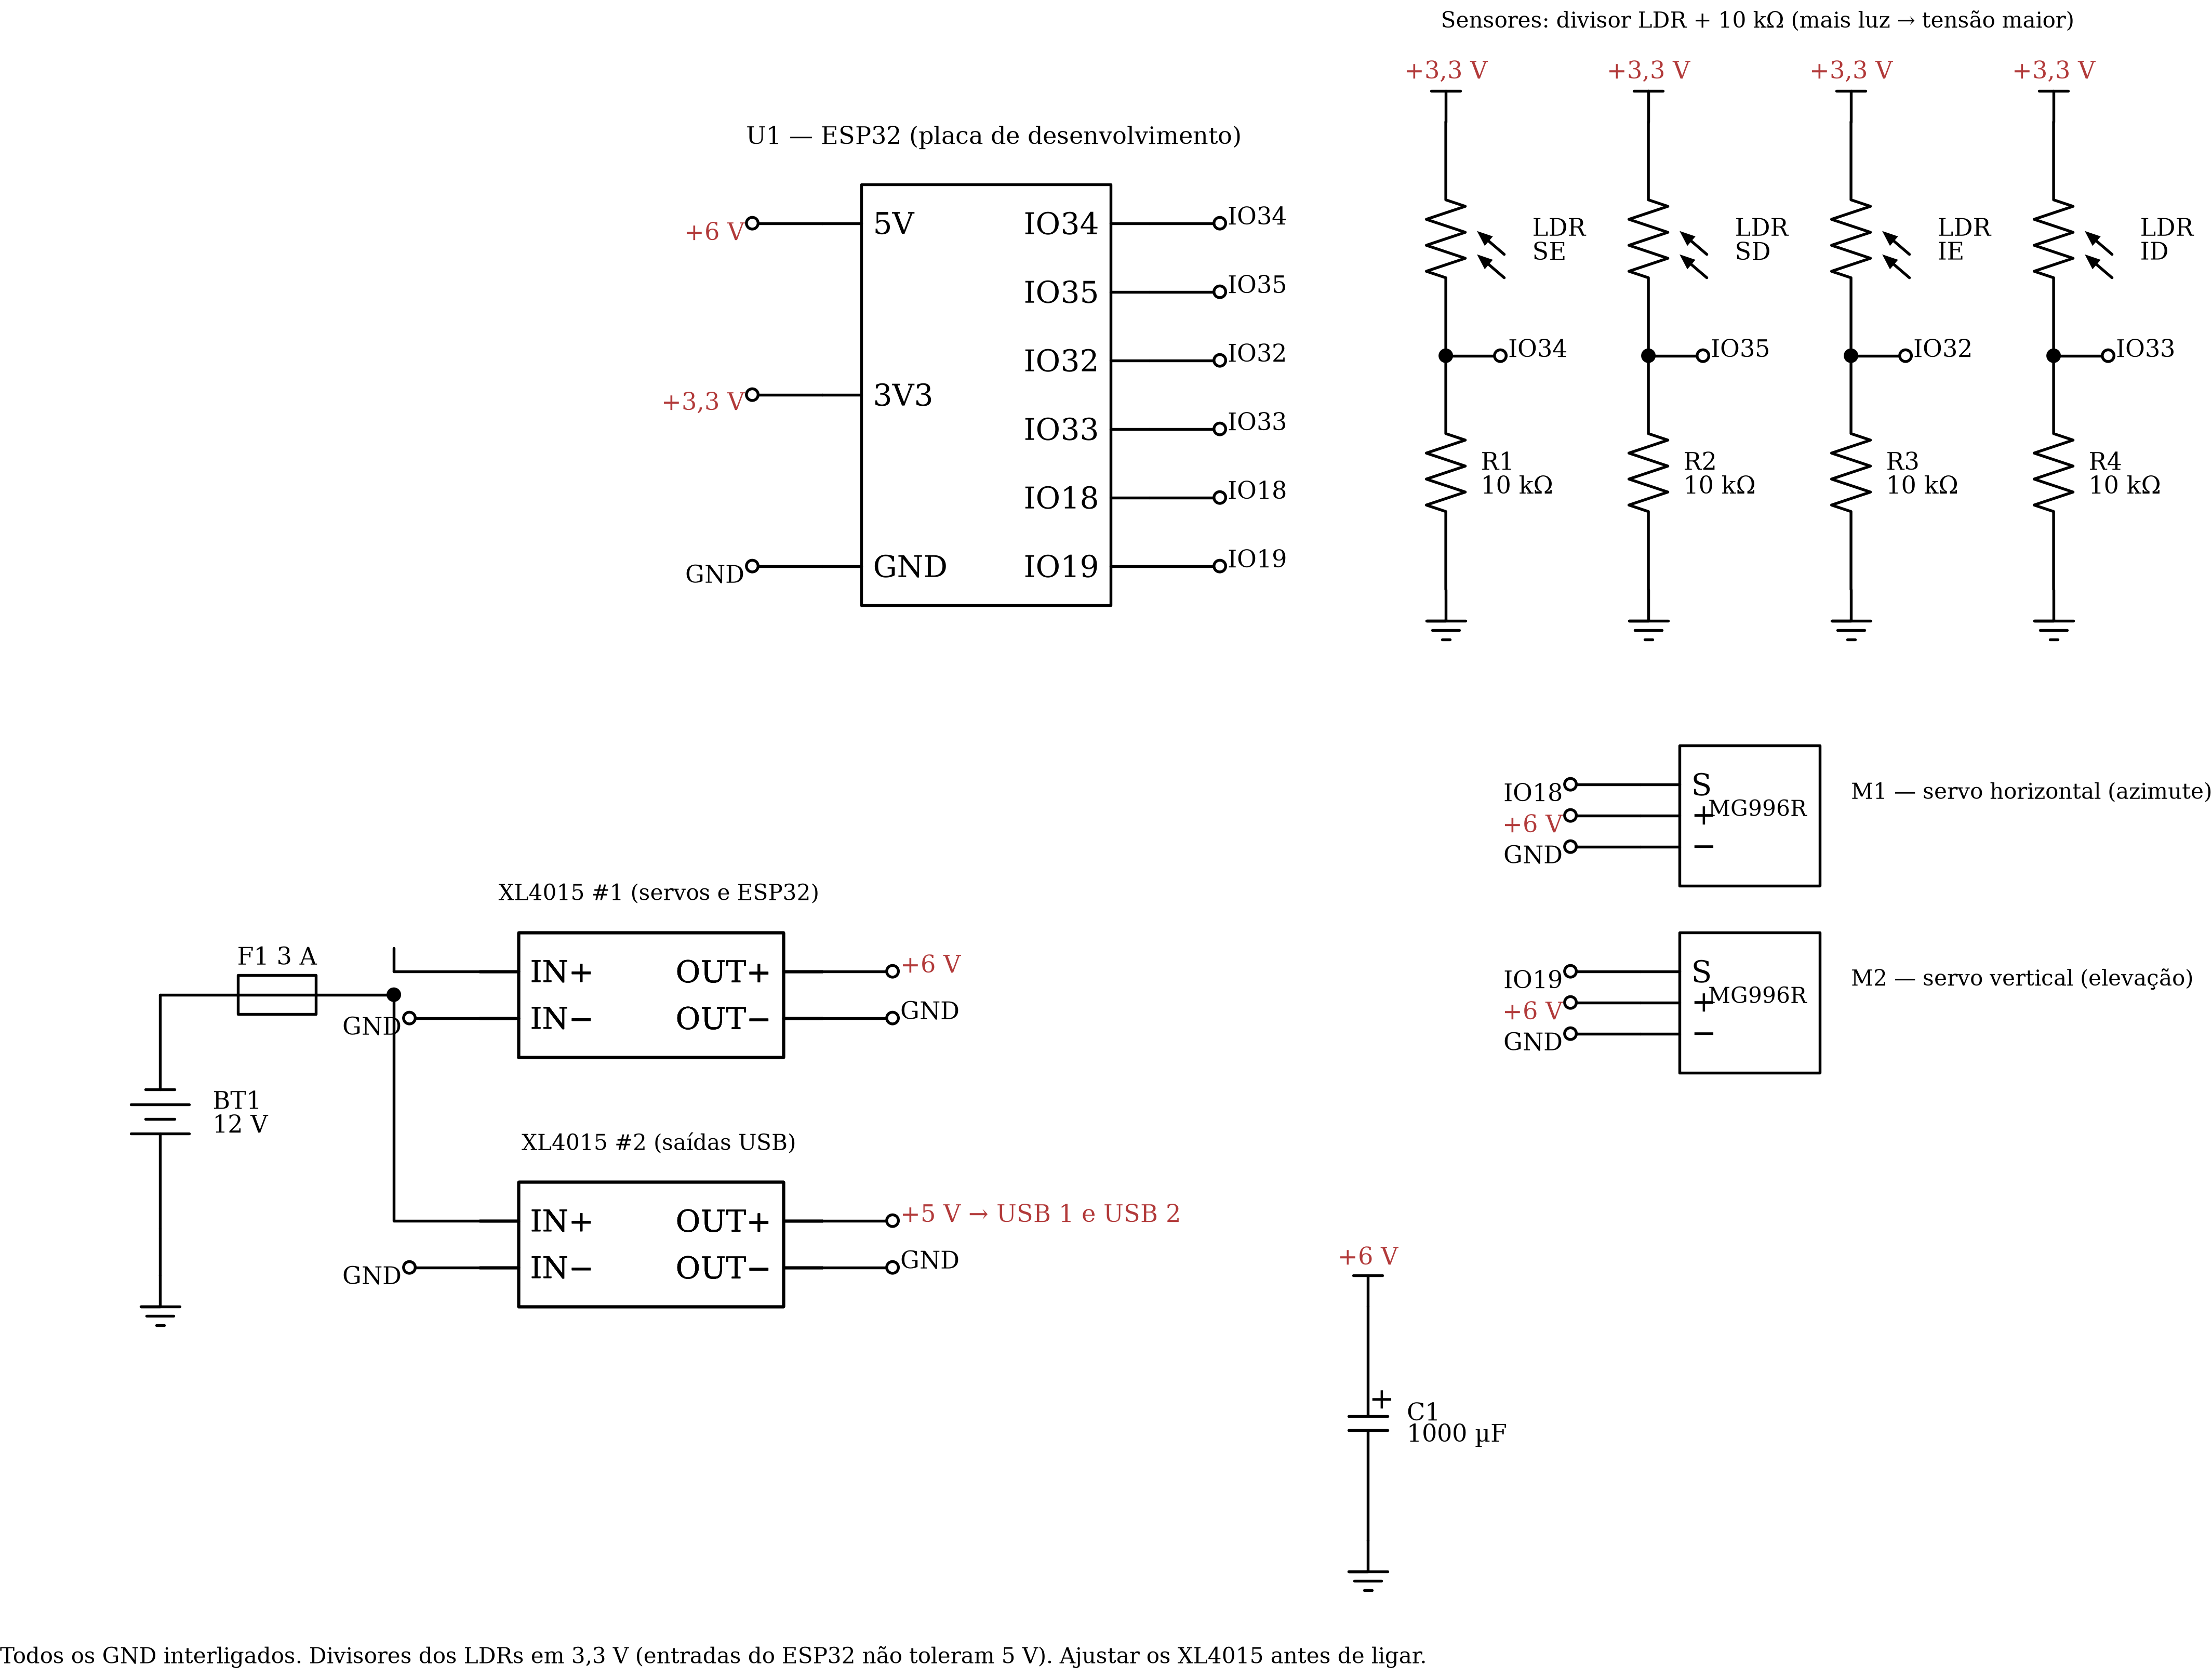 Sensores: divisor LDR + 10 kΩ (mais luz → tensão maior)
+3,3 V
+3,3 V
+3,3 V
+3,3 V
U1 — ESP32 (placa de desenvolvimento)
+6 V
5V
IO34
IO34
IO35
IO35
IO32
IO32
+3,3 V
3V3
IO33
IO33
IO18
IO18
GND
GND
IO19
IO19
LDR
SE
LDR
SD
LDR
IE
LDR
ID
IO34
IO35
IO32
IO33
R1
10 kΩ
R2
10 kΩ
R3
10 kΩ
R4
10 kΩ
IO18
+6 V
GND
S
+
−
MG996R
M1 — servo horizontal (azimute)
IO19
+6 V
GND
S
+
−
MG996R
M2 — servo vertical (elevação)
XL4015 #1 (servos e ESP32)
F1 3 A
IN+
OUT+
+6 V
GND
IN−
OUT−
GND
BT1
12 V
XL4015 #2 (saídas USB)
IN+
OUT+
+5 V → USB 1 e USB 2
GND
IN−
OUT−
GND
+6 V
+
C1
1000 µF
Todos os GND interligados. Divisores dos LDRs em 3,3 V (entradas do ESP32 não toleram 5 V). Ajustar os XL4015 antes de ligar.